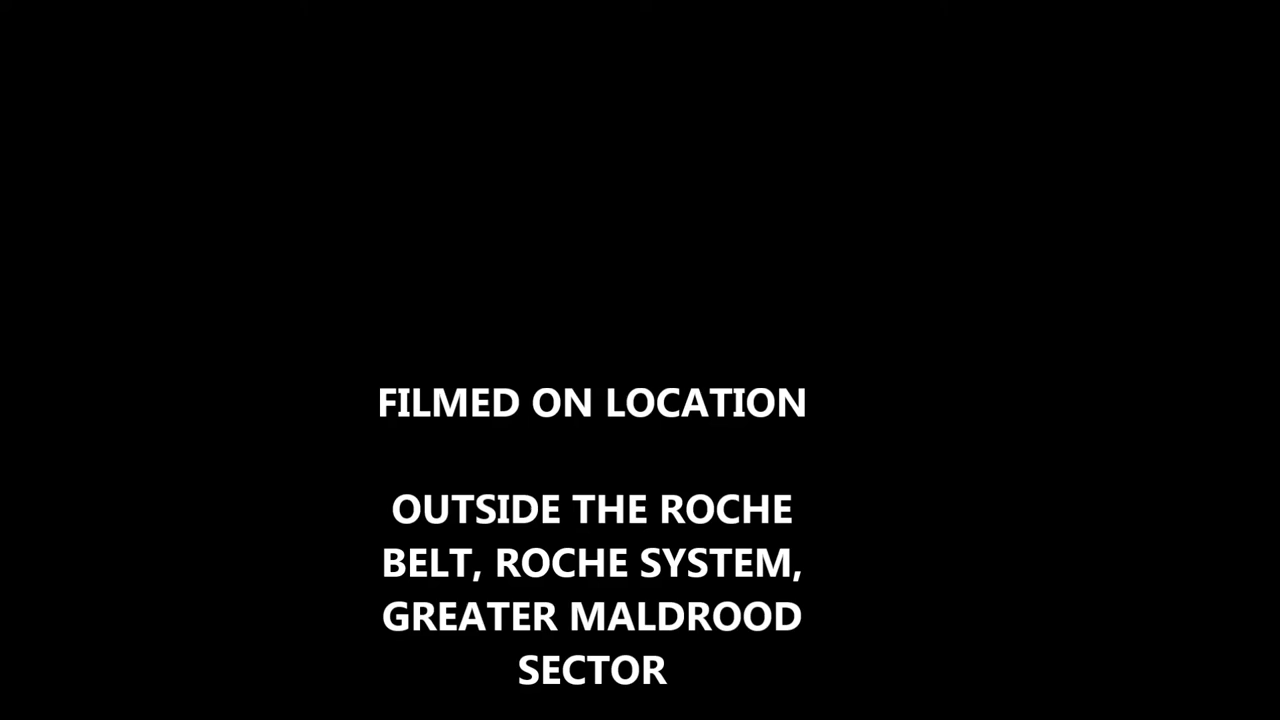 FILMED ON LOCATION
OUTSIDE THE ROCHE
BELT, ROCHE SYSTEM,
GREATER MALDROOD
SECTOR